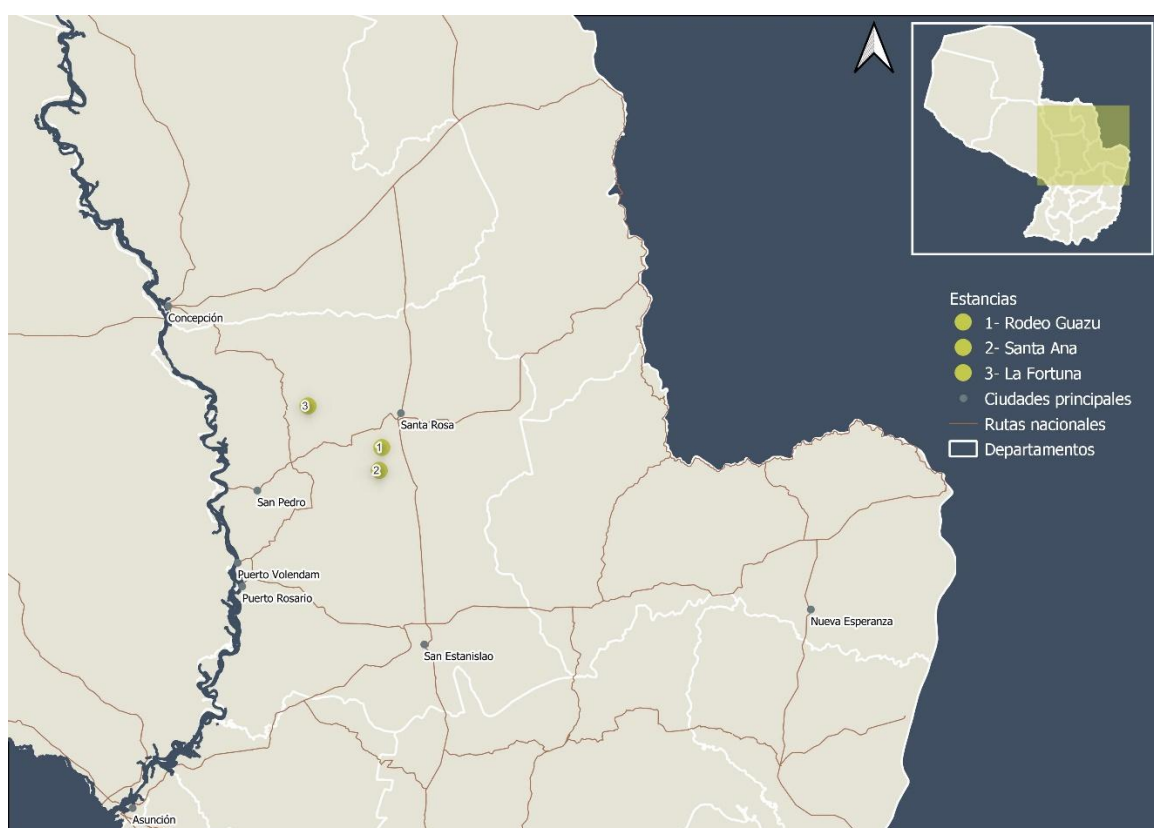 Concepción
3
Santa Rosa
1
2
San Pedro
Puerto Volendam
Puerto Rosario
San Estanislao
Nueva Esperanza
Asunción
Estancias
1- Rodeo Guazu
2- Santa Ana
3- La Fortuna
Ciudades principales
Rutas nacionales
Departamentos